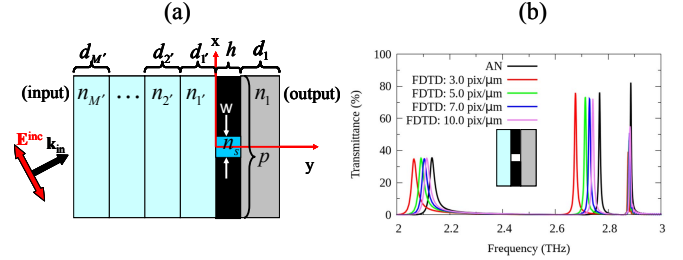 (a)
d_M′ d_2′ d_1′ h d_1
x
(input) n_M′ ... n_2′ n_1′ n_1 (output)
w
E^inc
k_in
n_s
p
y
(b)
Transmittance (%)
100
80
60
40
20
0
AN
FDTD: 3.0 pix/μm
FDTD: 5.0 pix/μm
FDTD: 7.0 pix/μm
FDTD: 10.0 pix/μm
2 2.2 2.4 2.6 2.8 3
Frequency (THz)